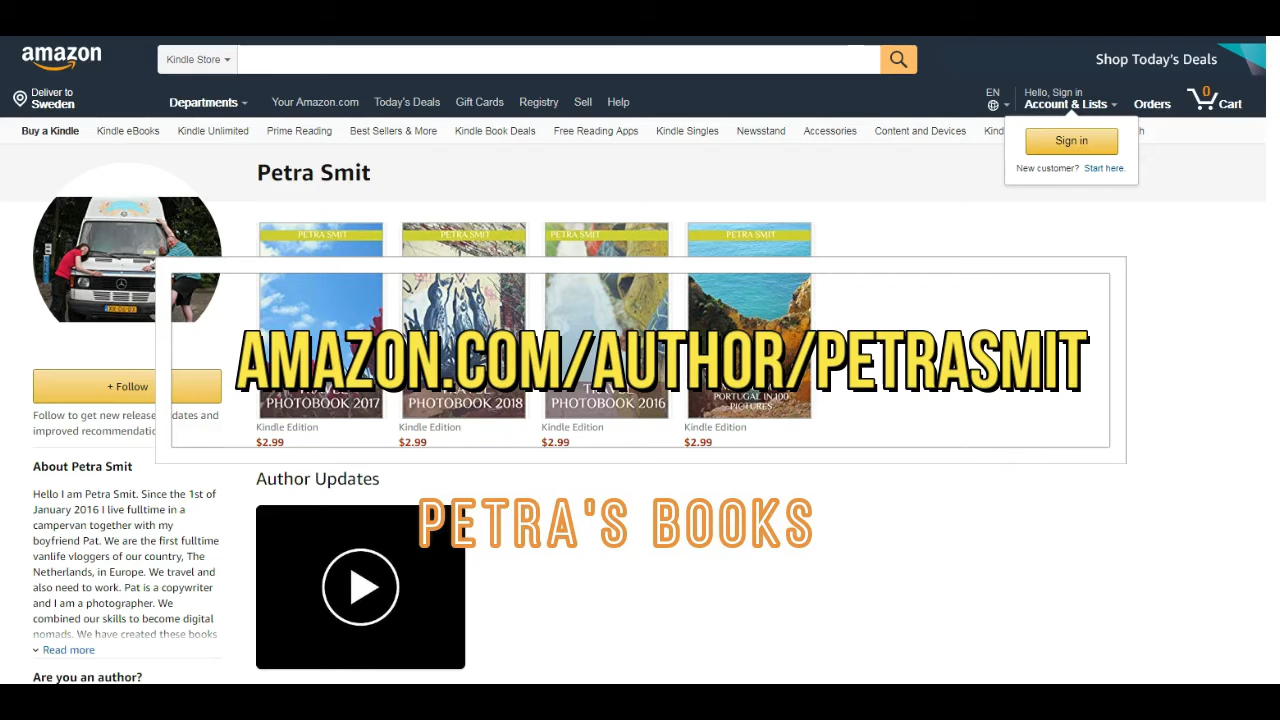 amazon
Kindle Store
Shop Today's Deals
Deliver to
Sweden
Departments
Your Amazon.com
Today's Deals
Gift Cards
Registry
Sell
Help
EN
Hello, Sign in
Account & Lists
Orders
0
Cart
Buy a Kindle
Kindle eBooks
Kindle Unlimited
Prime Reading
Best Sellers & More
Kindle Book Deals
Free Reading Apps
Kindle Singles
Newsstand
Accessories
Content and Devices
Kind
Sign in
New customer? Start here.
Petra Smit
PETRA SMIT
PETRA SMIT
PETRA SMIT
PETRA SMIT
AMAZON.COM/AUTHOR/PETRASMIT
PHOTOBOOK 2017
PHOTOBOOK 2018
PHOTOBOOK 2016
PORTUGAL IN 100
PICTURES
Kindle Edition
$2.99
Kindle Edition
$2.99
Kindle Edition
$2.99
Kindle Edition
$2.99
+ Follow
Follow to get new release dates and
improved recommendatio
About Petra Smit
Hello I am Petra Smit. Since the 1st of
January 2016 I live fulltime in a
campervan together with my
boyfriend Pat. We are the first fulltime
vanlife vloggers of our country, The
Netherlands, in Europe. We travel and
also need to work. Pat is a copywriter
and I am a photographer. We
combined our skills to become digital
nomads. We have created these books
Read more
Are you an author?
Author Updates
PETRA'S BOOKS